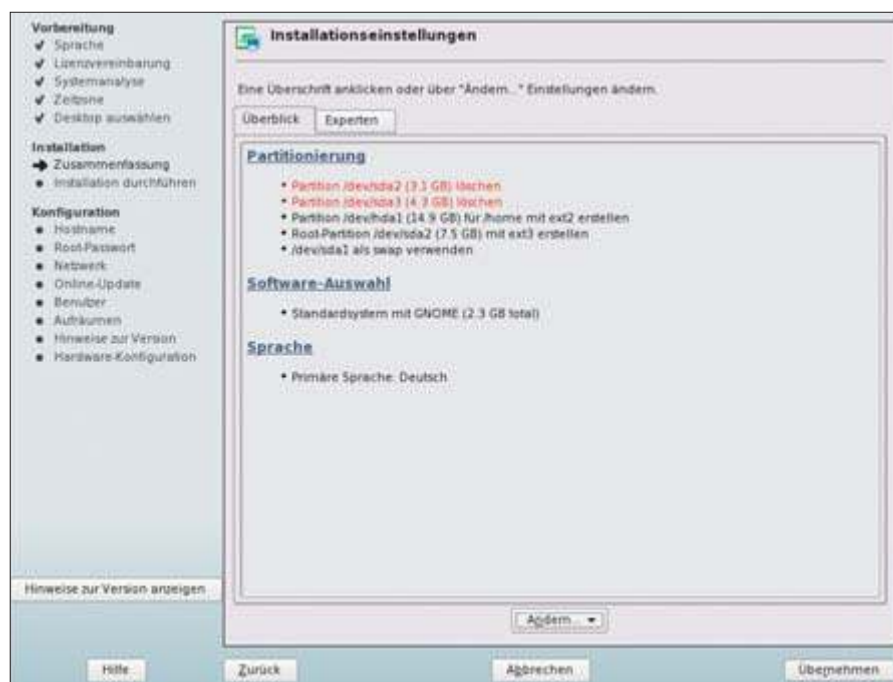 Vorbereitung
Sprache
Lizenzvereinbarung
Systemanalyse
Zeitzone
Desktop auswählen
Installation
Zusammenfassung
Installation durchführen
Konfiguration
Hostname
Root-Passwort
Netzwerk
Online-Update
Benutzer
Aufräumen
Hinweise zur Version
Hardware-Konfiguration
Hinweise zur Version anzeigen
Installationseinstellungen
Eine Überschrift anklicken oder über "Ändern..." Einstellungen ändern.
Überblick
Experten
Partitionierung
• Partition /dev/sda2 (3.1 GB) löschen
• Partition /dev/sda3 (4.3 GB) löschen
• Partition /dev/hda1 (14.9 GB) für /home mit ext2 erstellen
• Root-Partition /dev/sda2 (7.5 GB) mit ext3 erstellen
• /dev/sda1 als swap verwenden
Software-Auswahl
• Standardsystem mit GNOME (2.3 GB total)
Sprache
• Primäre Sprache: Deutsch
Ändern...
Hilfe
Zurück
Abbrechen
Übernehmen